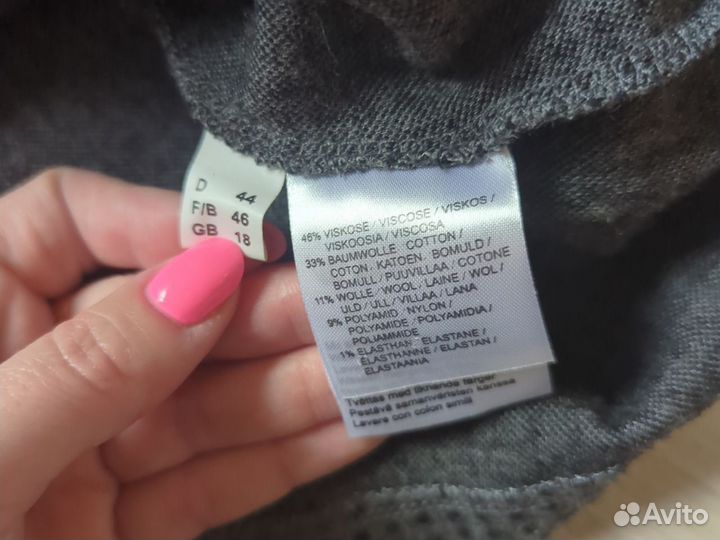 D 44
F/B 46
GB 18
46% VISKOSE / VISCOSE / VISKOS /
VISKOOSIA / VISCOSA
33% BAUMWOLLE COTTON /
COTON, KATOEN, BOMULD /
BOMULL / PUUVILLAA / COTONE
11% WOLLE / WOOL / LAINE / WOL /
ULD / ULL / VILLAA / LANA
9% POLYAMID / NYLON /
POLYAMIDE / POLYAMIDIA /
POLIAMMIDE
1% ELASTHAN / ELASTANE /
ÉLASTHANNE / ELASTAN /
ELASTAANIA
Tvättas med liknande färger
Pestävä samanväristen kanssa
Lavare con colori simili
Avito